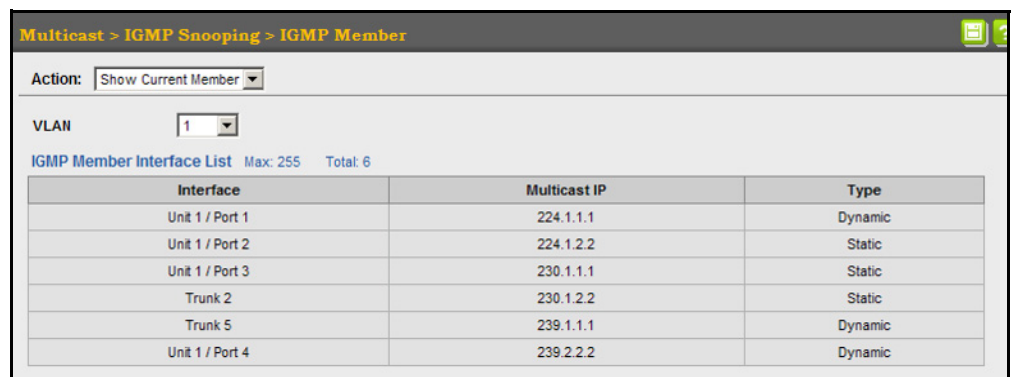 Multicast > IGMP Snooping > IGMP Member
Action: Show Current Member
VLAN 1
IGMP Member Interface List Max: 255 Total: 6
Interface Multicast IP Type
Unit 1 / Port 1 224.1.1.1 Dynamic
Unit 1 / Port 2 224.1.2.2 Static
Unit 1 / Port 3 230.1.1.1 Static
Trunk 2 230.1.2.2 Static
Trunk 5 239.1.1.1 Dynamic
Unit 1 / Port 4 239.2.2.2 Dynamic